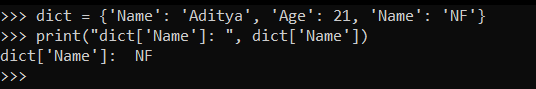 >>> dict = {'Name': 'Aditya', 'Age': 21, 'Name': 'NF'}
>>> print("dict['Name']: ", dict['Name'])
dict['Name']:  NF
>>>